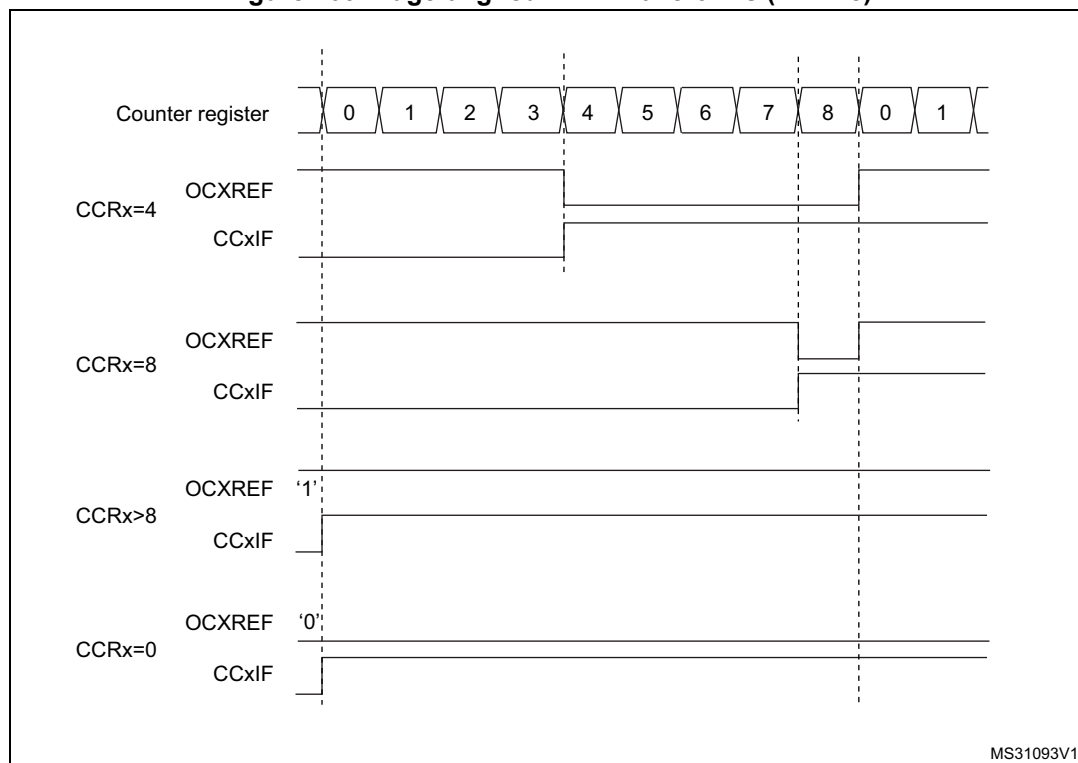 Counter register 0 1 2 3 4 5 6 7 8 0 1
OCXREF
CCRx=4
CCxIF
OCXREF
CCRx=8
CCxIF
OCXREF '1'
CCRx>8
CCxIF
OCXREF '0'
CCRx=0
CCxIF
MS31093V1